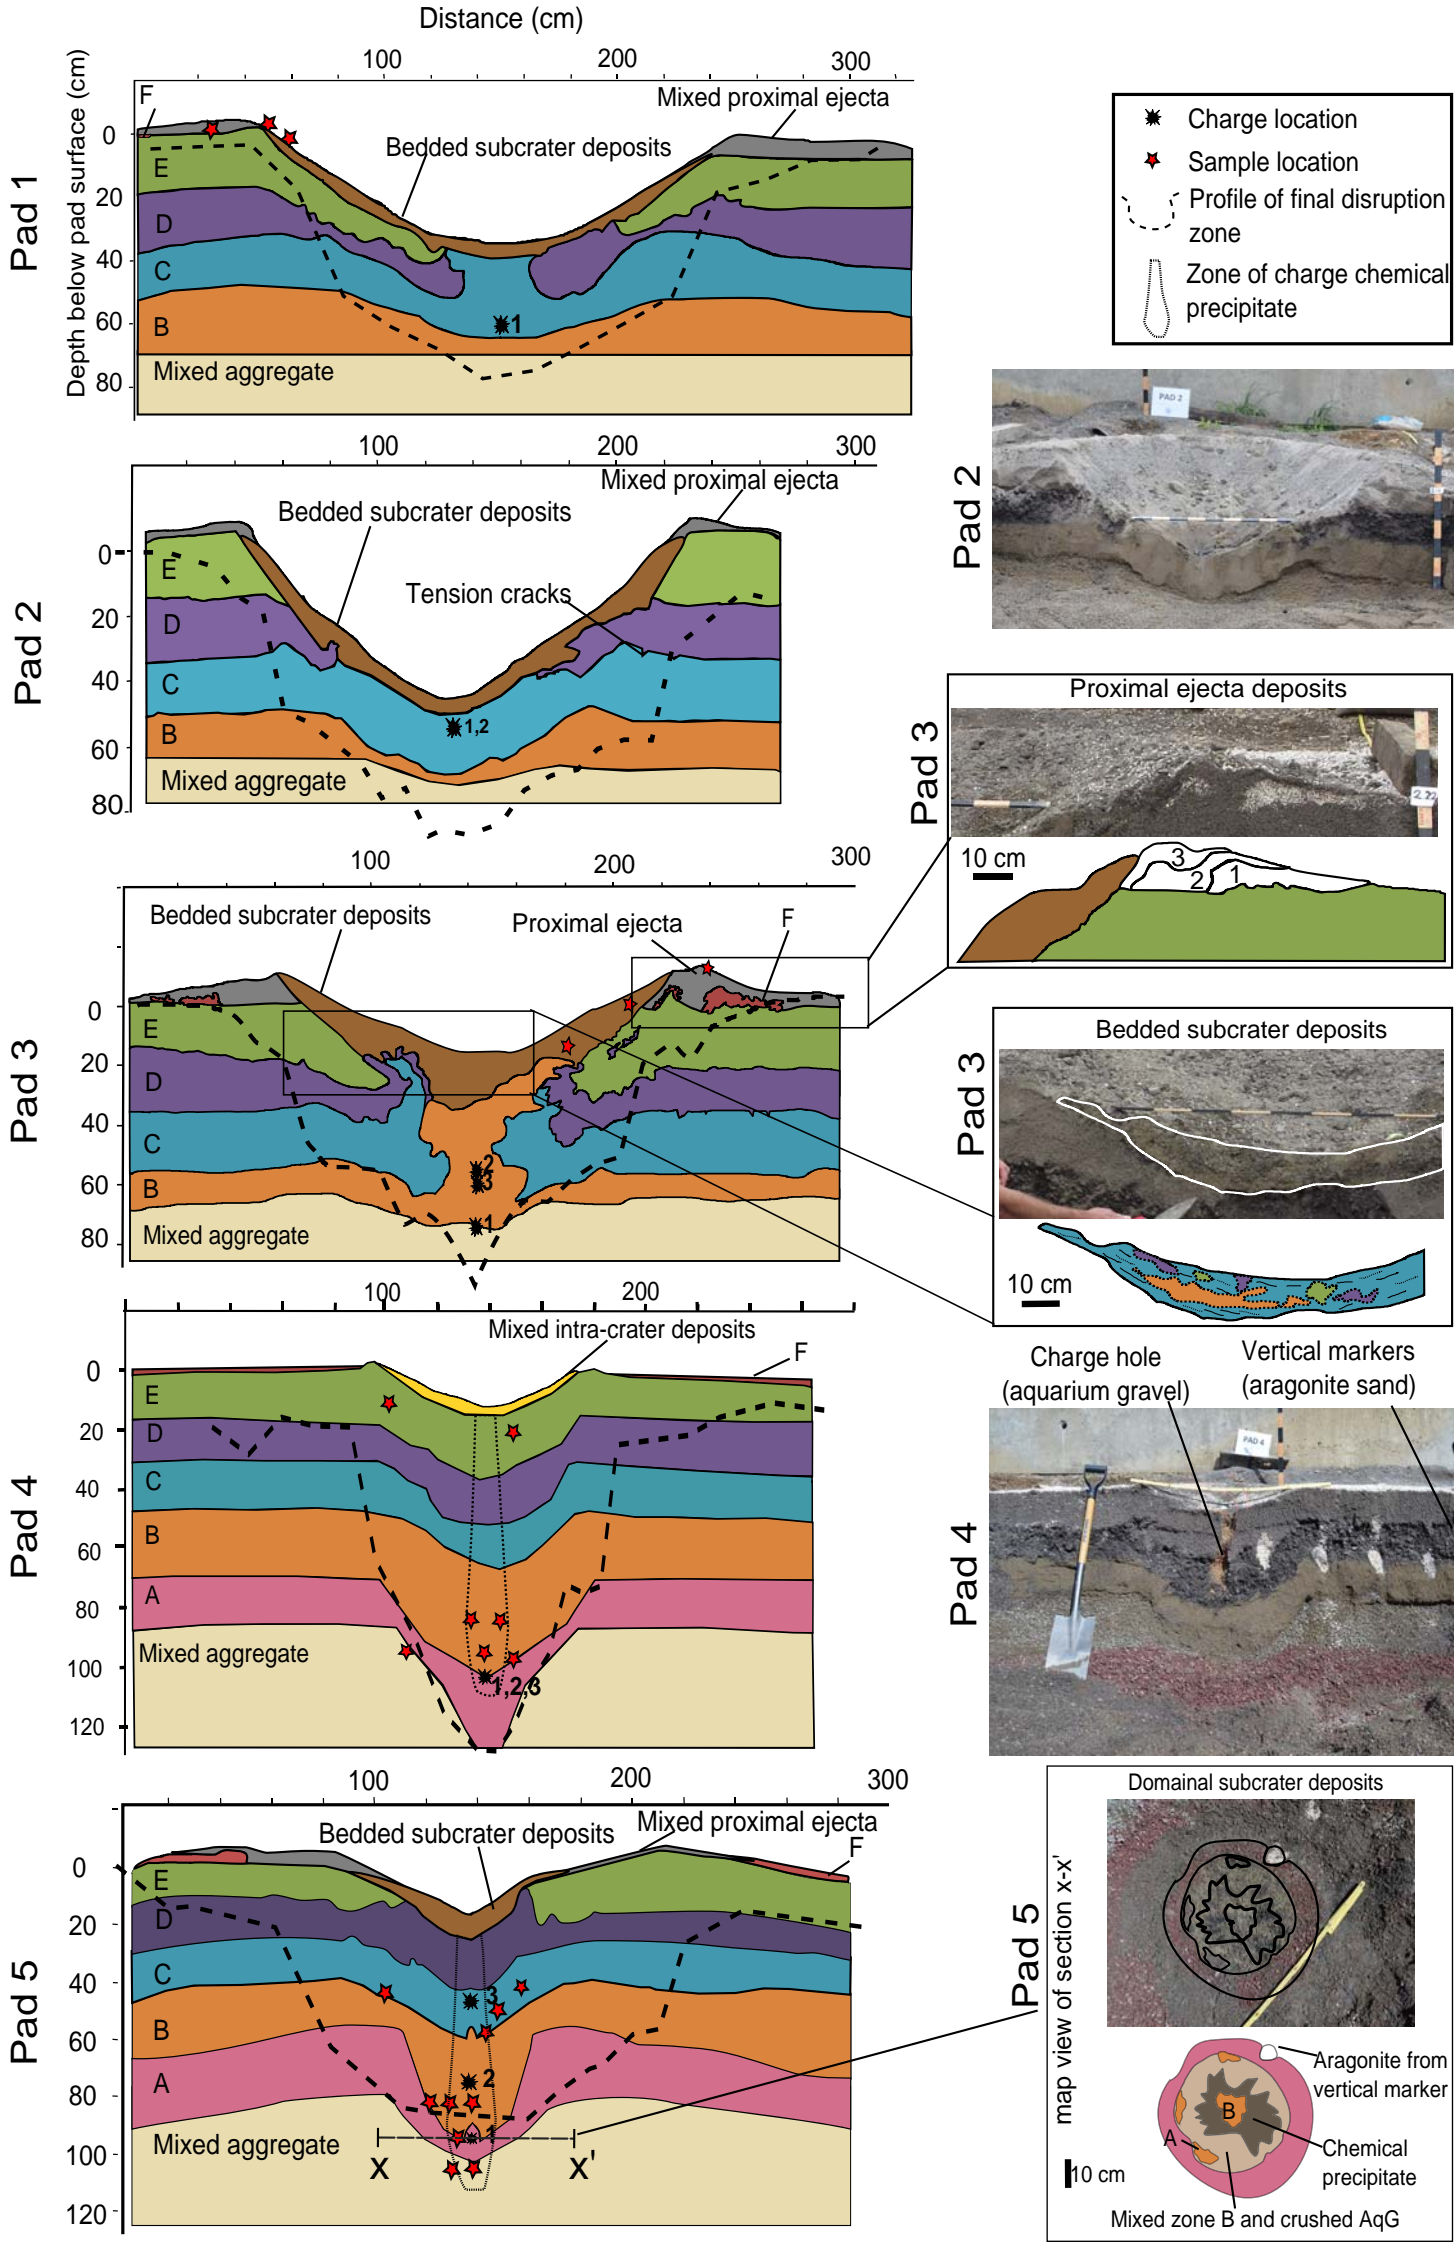 Distance (cm)
100
200
300
Pad 1
Depth below pad surface (cm)
0
20
40
60
80
F
E
D
C
B
Mixed aggregate
Bedded subcrater deposits
Mixed proximal ejecta
1
Charge location
Sample location
Profile of final disruption
zone
Zone of charge chemical
precipitate
Pad 2
100
200
300
0
20
40
60
80
E
D
C
B
Mixed aggregate
Bedded subcrater deposits
Mixed proximal ejecta
Tension cracks
1,2
Pad 2
PAD 2
Pad 3
100
200
300
0
20
40
60
80
Bedded subcrater deposits
Proximal ejecta
F
E
D
C
B
Mixed aggregate
2
3
1
Pad 3
Proximal ejecta deposits
10 cm
3
2
1
Pad 3
Bedded subcrater deposits
10 cm
Pad 4
100
200
0
20
40
60
80
100
120
Mixed intra-crater deposits
F
E
D
C
B
A
Mixed aggregate
1,2,3
Pad 4
Charge hole
(aquarium gravel)
Vertical markers
(aragonite sand)
PAD 4
Pad 5
100
200
300
0
20
40
60
80
100
120
Bedded subcrater deposits
Mixed proximal ejecta
F
E
D
C
B
A
Mixed aggregate
3
2
1
X
X'
Pad 5
map view of section x-x'
Domainal subcrater deposits
Aragonite from
vertical marker
B
A
Chemical
precipitate
10 cm
Mixed zone B and crushed AqG